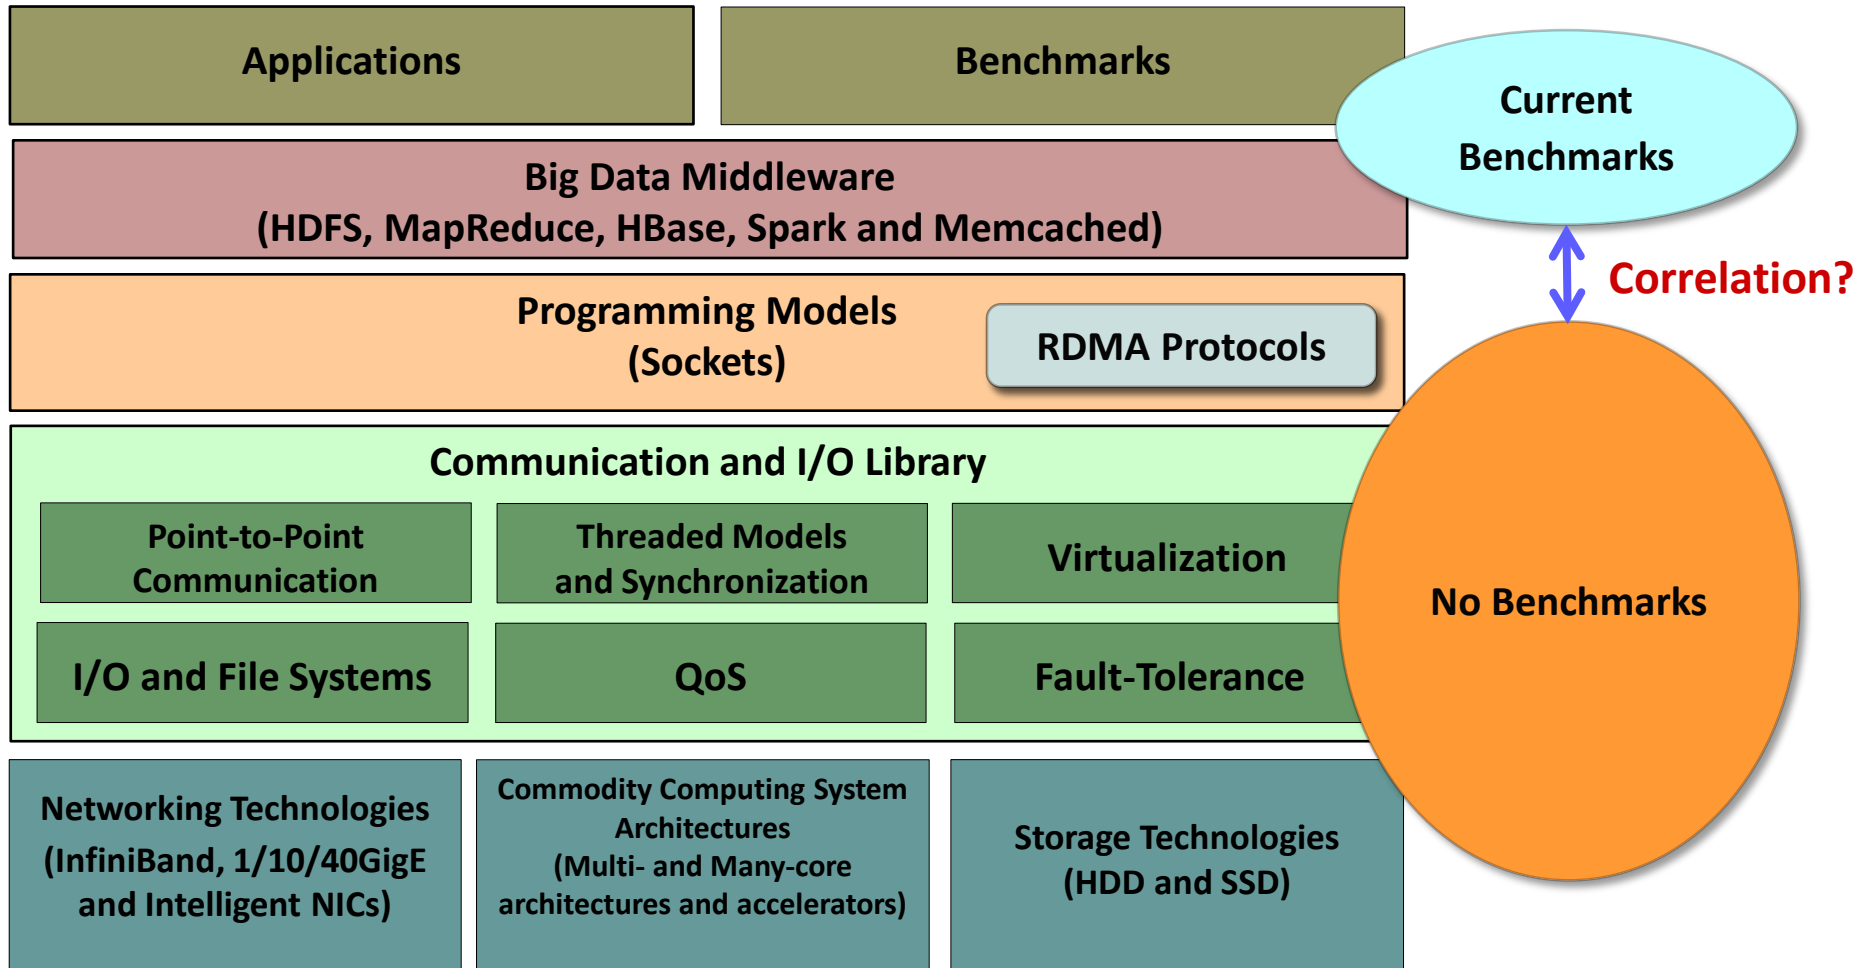 Applications
Benchmarks
Current
Benchmarks
Big Data Middleware
(HDFS, MapReduce, HBase, Spark and Memcached)
Correlation?
Programming Models
(Sockets)
RDMA Protocols
Communication and I/O Library
Point-to-Point
Communication
Threaded Models
and Synchronization
Virtualization
No Benchmarks
I/O and File Systems
QoS
Fault-Tolerance
Networking Technologies
(InfiniBand, 1/10/40GigE
and Intelligent NICs)
Commodity Computing System
Architectures
(Multi- and Many-core
architectures and accelerators)
Storage Technologies
(HDD and SSD)